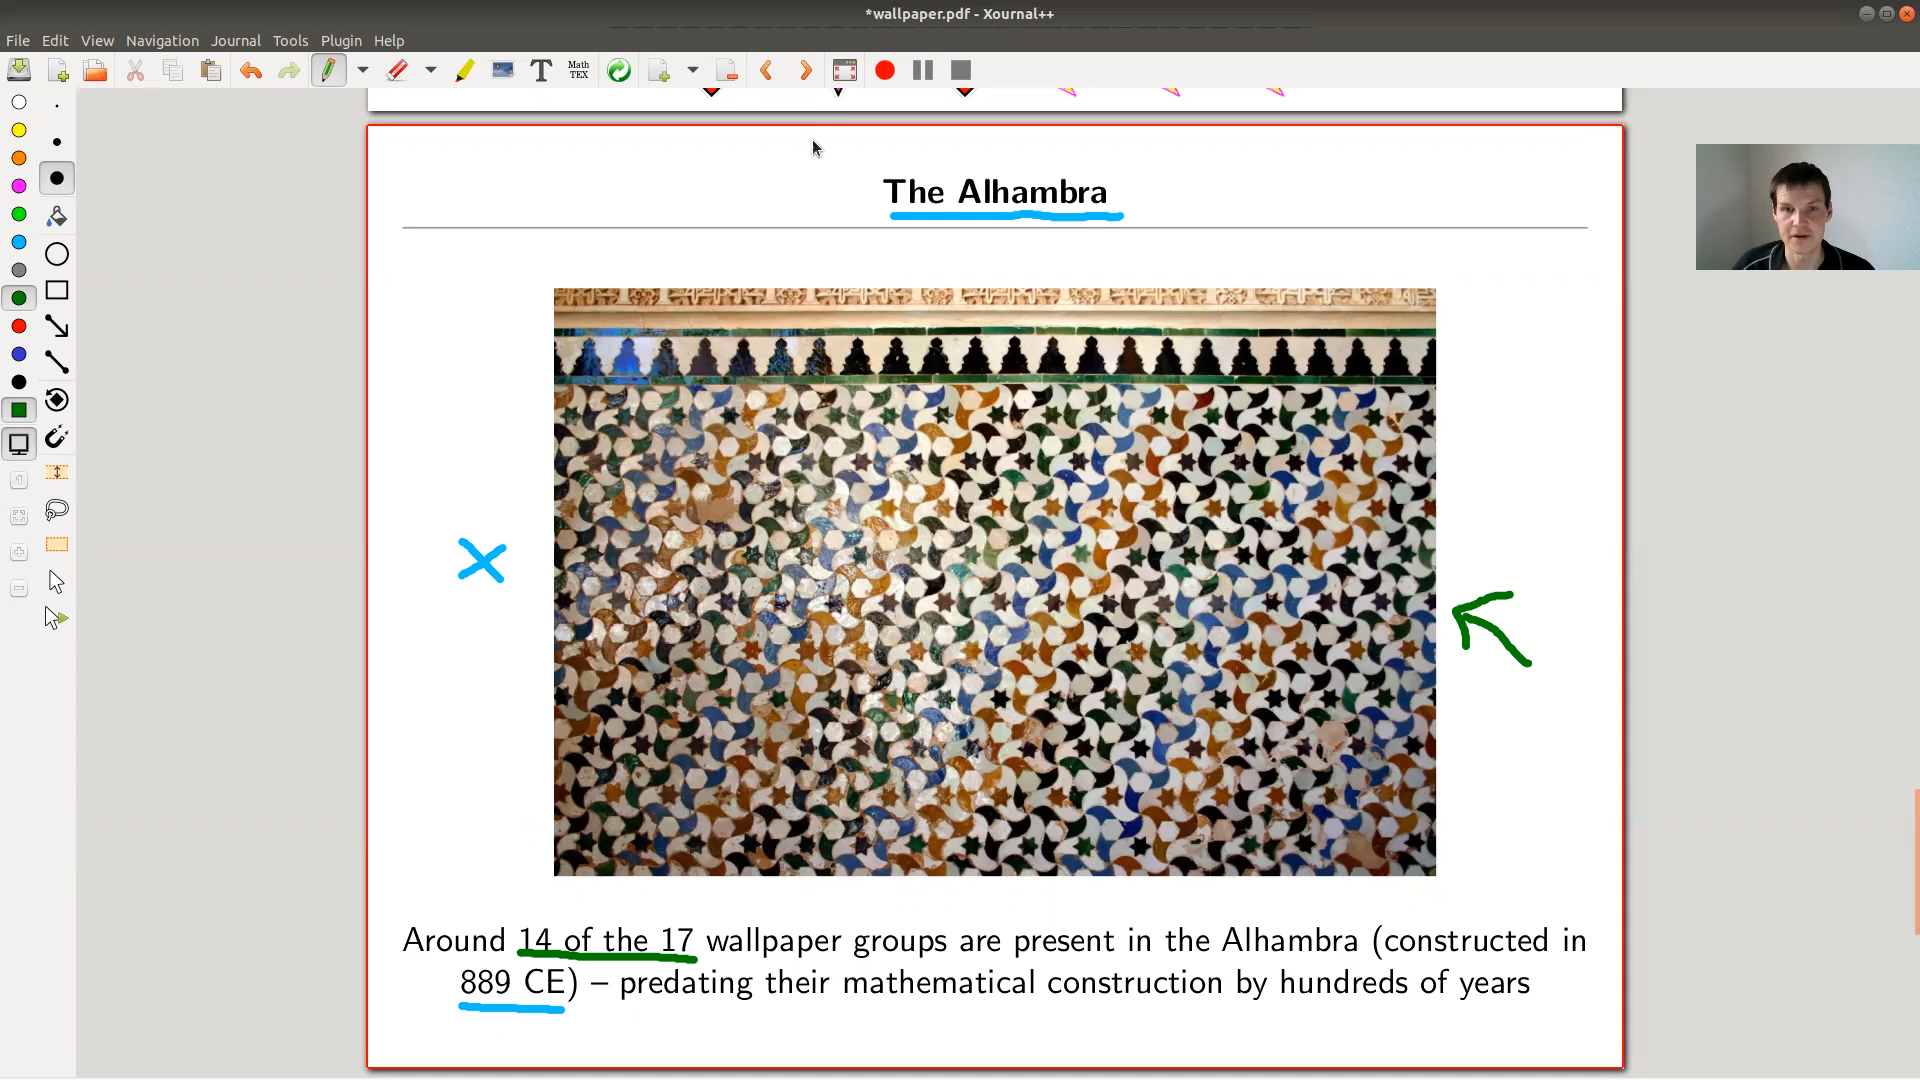 *wallpaper.pdf - Xournal++
File Edit View Navigation Journal Tools Plugin Help
T Math TEX
The Alhambra
Around 14 of the 17 wallpaper groups are present in the Alhambra (constructed in
889 CE) – predating their mathematical construction by hundreds of years